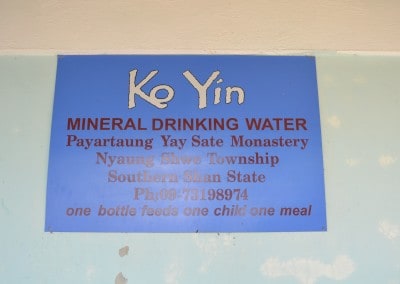 Ko Yin
MINERAL DRINKING WATER
Payartaung Yay Sate Monastery
Nyaung Shwe Township
Southern Shan State
Ph,09-73198974
one bottle feeds one child one meal